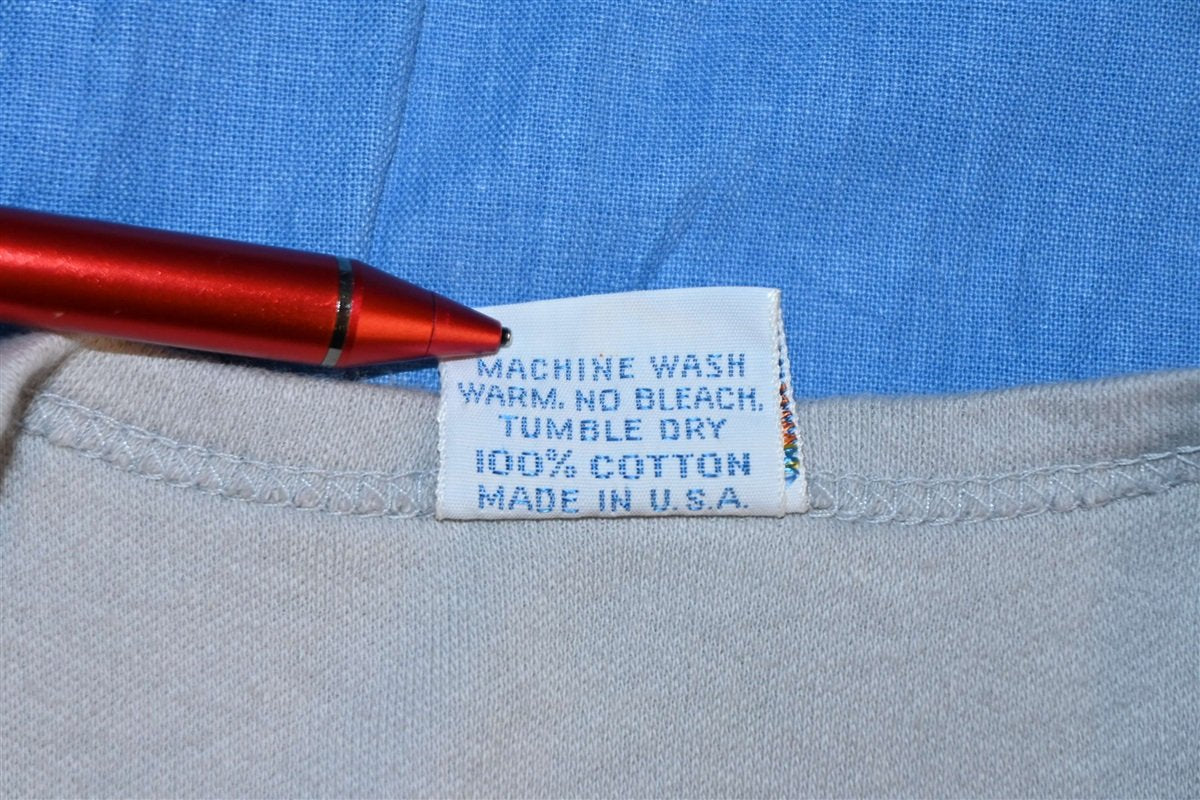 MACHINE WASH
WARM. NO BLEACH.
TUMBLE DRY
100% COTTON
MADE IN U.S.A.